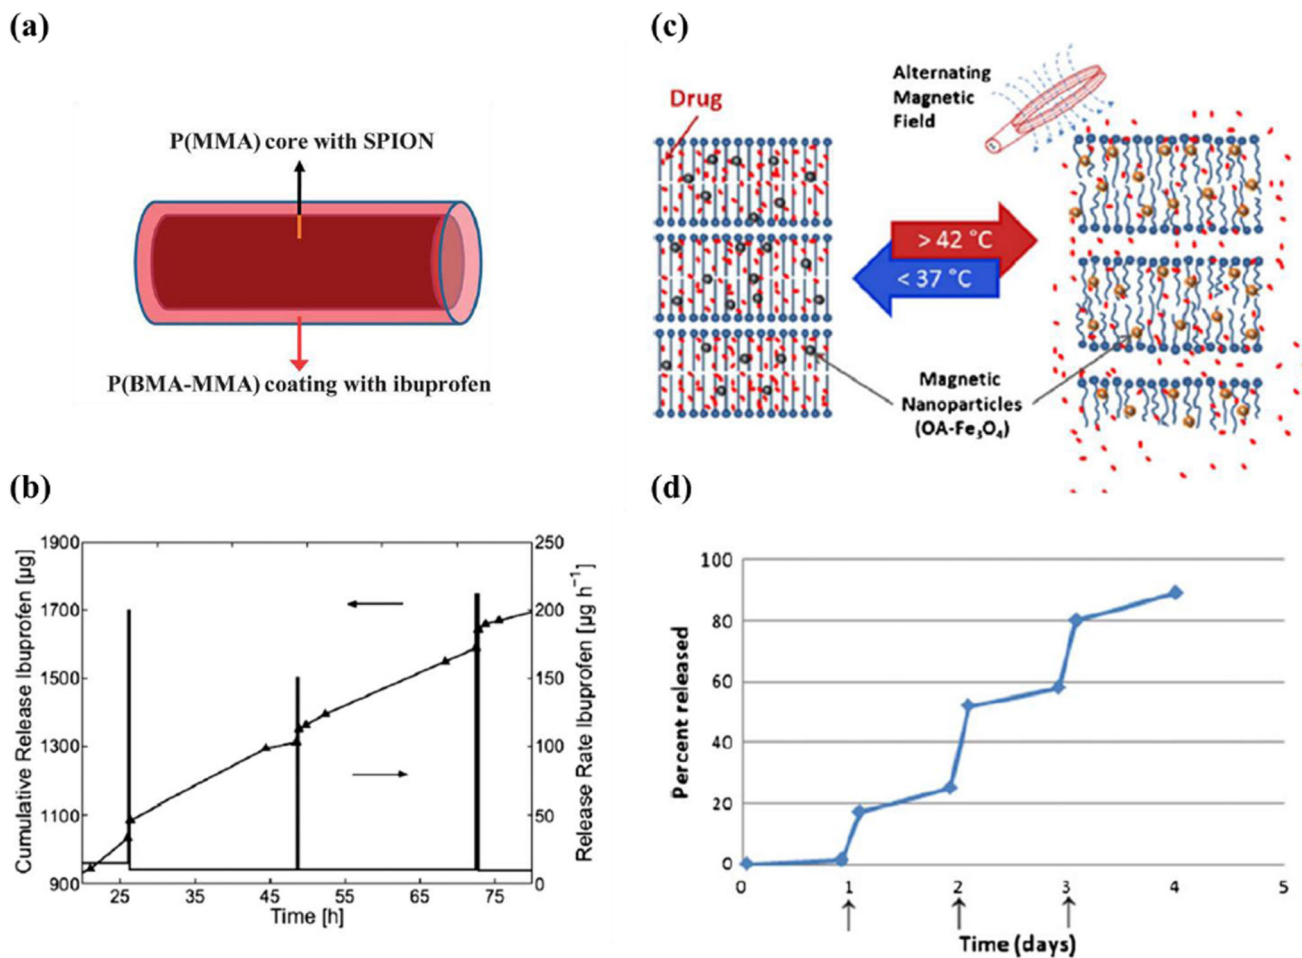 (a)
P(MMA) core with SPION
P(BMA-MMA) coating with ibuprofen
(c)
Drug
Alternating
Magnetic
Field
> 42 °C
< 37 °C
Magnetic
Nanoparticles
(OA-Fe₃O₄)
(b)
Cumulative Release Ibuprofen [µg]
1900
1700
1500
1300
1100
900
250
200
150
100
50
0
Release Rate Ibuprofen [µg h⁻¹]
25 35 45 55 65 75
Time [h]
(d)
Percent released
100
80
60
40
20
0
0 1 2 3 4 5
Time (days)